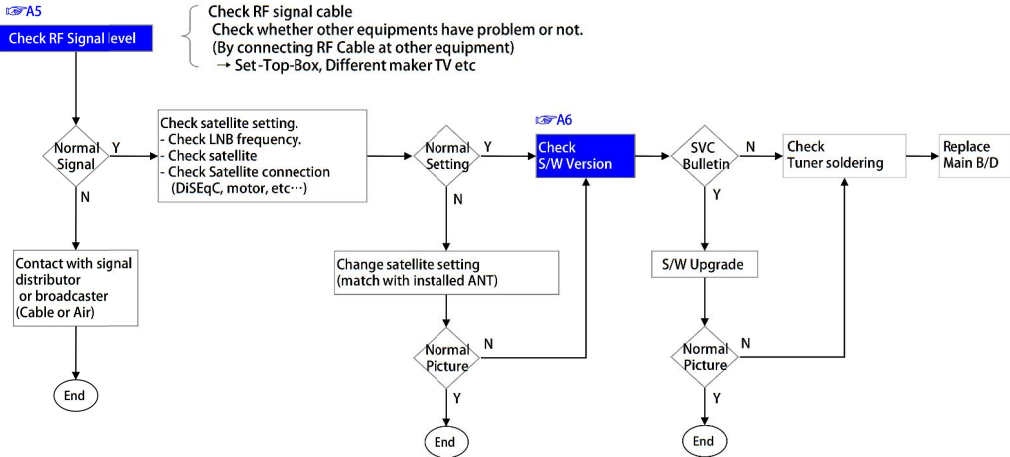 ☞A5
Check RF Signal level
Check RF signal cable
Check whether other equipments have problem or not.
(By connecting RF Cable at other equipment)
→ Set-Top-Box, Different maker TV etc
Normal
Signal
Y
N
Contact with signal
distributor
or broadcaster
(Cable or Air)
End
Check satellite setting.
- Check LNB frequency.
- Check satellite
- Check Satellite connection
(DiSEqC, motor, etc⋯)
Normal
Setting
Y
N
Change satellite setting
(match with installed ANT)
Normal
Picture
N
Y
End
☞A6
Check
S/W Version
SVC
Bulletin
N
Y
S/W Upgrade
Normal
Picture
N
Y
End
Check
Tuner soldering
Replace
Main B/D